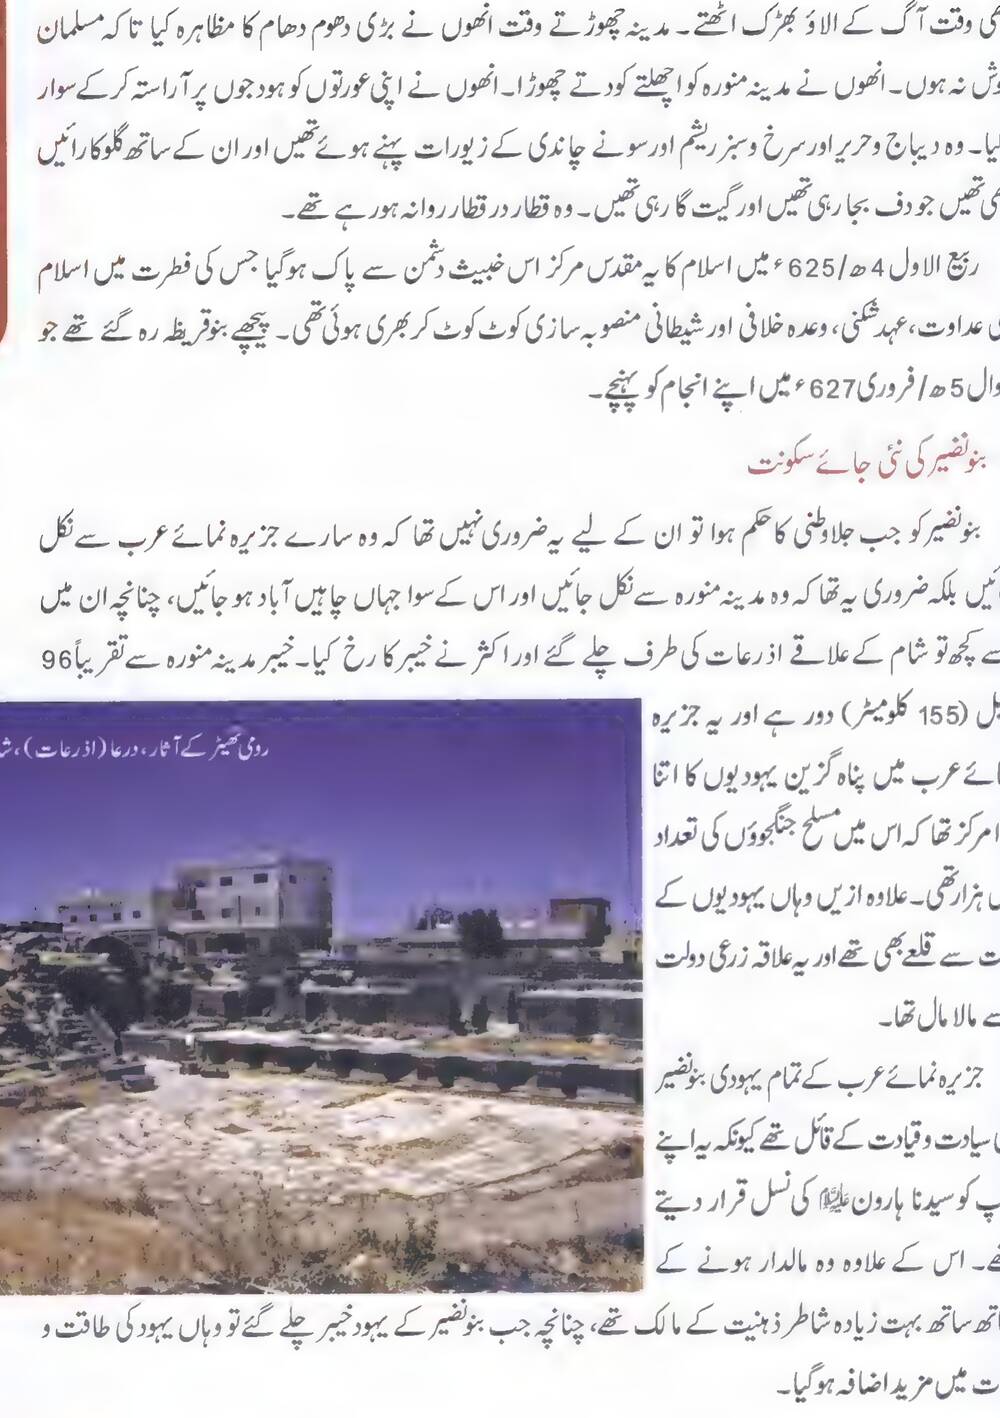 وقت آگ کے الاؤ بھڑک اٹھتے۔ مدینہ چھوڑتے وقت انھوں نے بڑی دھوم دھام کا مظاہرہ کیا تاکہ مسلمان
نہ ہوں۔ انھوں نے مدینہ منورہ کو اچھلتے کودتے چھوڑا۔ انھوں نے اپنی عورتوں کو ہودجوں پر آراستہ کر کے سوار
وہ دیباج و حریر اور سرخ و سبز ریشم اور سونے چاندی کے زیورات پہنے ہوئے تھیں اور ان کے ساتھ گلوکارائیں
تھیں جو دف بجا رہی تھیں اور گیت گا رہی تھیں۔ وہ قطار در قطار روانہ ہو رہے تھے۔
ربیع الاول 4ھ/625ء میں اسلام کا یہ مقدس مرکز اس خبیث دشمن سے پاک ہو گیا جس کی فطرت میں اسلام
عداوت، عہد شکنی، وعدہ خلافی اور شیطانی منصوبہ سازی کوٹ کوٹ کر بھری ہوئی تھی۔ پیچھے بنو قریظہ رہ گئے تھے جو
5ھ/فروری 627ء میں اپنے انجام کو پہنچے۔
بنو نضیر کی نئی جائے سکونت
بنو نضیر کو جب جلاوطنی کا حکم ہوا تو ان کے لیے یہ ضروری نہیں تھا کہ وہ سارے جزیرہ نمائے عرب سے نکل
بلکہ ضروری یہ تھا کہ وہ مدینہ منورہ سے نکل جائیں اور اس کے سوا جہاں چاہیں آباد ہو جائیں، چنانچہ ان میں
سے کچھ تو شام کے علاقے اذرعات کی طرف چلے گئے اور اکثر نے خیبر کا رخ کیا۔ خیبر مدینہ منورہ سے تقریباً 96
(155 کلومیٹر) دور ہے اور یہ جزیرہ
عرب میں پناہ گزین یہودیوں کا اتنا
مرکز تھا کہ اس میں مسلح جنگجوؤں کی تعداد
ہزار تھی۔ علاوہ ازیں وہاں یہودیوں کے
سے قلعے بھی تھے اور یہ علاقہ زرعی دولت
سے مالا مال تھا۔
جزیرہ نمائے عرب کے تمام یہودی بنو نضیر
سیادت و قیادت کے قائل تھے کیونکہ یہ اپنے
کو سیدنا ہارون علیہ السلام کی نسل قرار دیتے
اس کے علاوہ وہ مالدار ہونے کے
ساتھ بہت زیادہ شاطر ذہنیت کے مالک تھے، چنانچہ جب بنو نضیر کے یہود خیبر چلے گئے تو وہاں یہود کی طاقت و
میں مزید اضافہ ہو گیا۔
رومی تھیٹر کے آثار، درعا (اذرعات)،